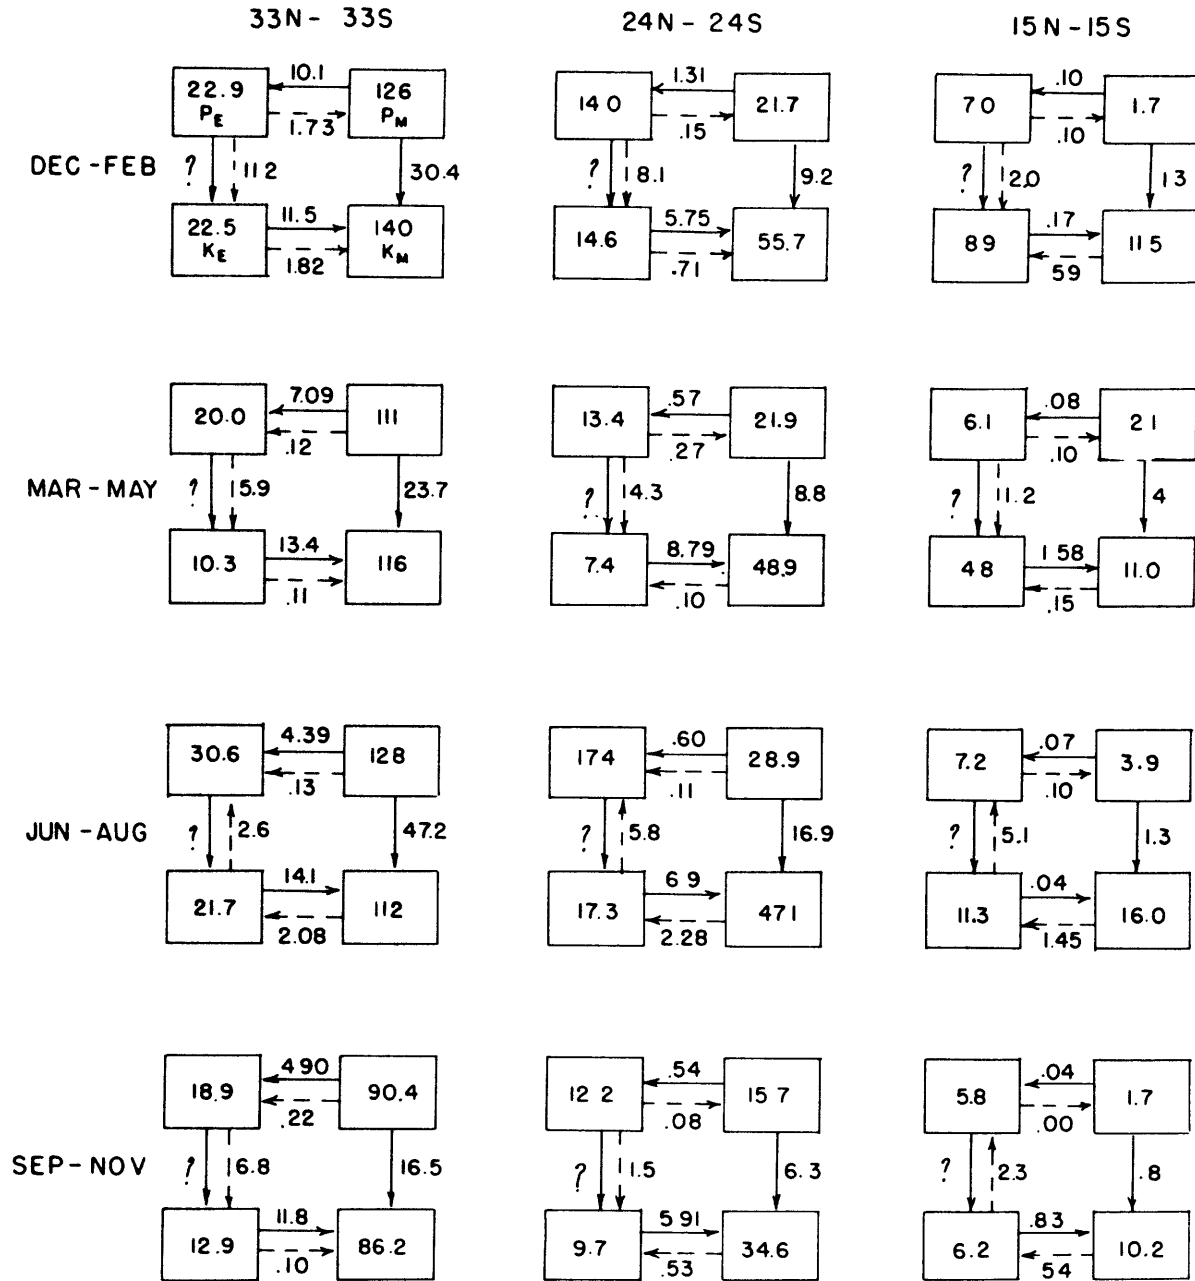 33N - 33S 24N - 24S 15N - 15S
10.1 1.31 .10
22.9 126 14 0 21.7 7 0 1.7
P_E P_M
1.73 .15 .10
DEC - FEB ? 11 2 30.4 ? 8.1 9.2 ? 2.0 1 3
11.5 5.75 .17
22.5 140 14.6 55.7 8 9 11 5
K_E K_M
1.82 .71 59
7.09 .57 .08
20.0 111 13.4 21.9 6.1 2 1
.12 .27 .10
MAR - MAY ? 5.9 23.7 ? 4.3 8.8 ? 1.2 4
13.4 8.79 1 58
10.3 116 7.4 48.9 4 8 11.0
.11 .10 .15
4.39 .60 .07
30.6 128 17 4 28.9 7.2 3.9
.13 .11 .10
JUN - AUG ? 2.6 47.2 ? 5.8 16.9 ? 5.1 1.3
14.1 6 9 .04
21.7 112 17.3 47 1 11.3 16.0
2.08 2.28 1.45
4 90 .54 .04
18.9 90.4 12 2 15 7 5.8 1.7
.22 .08 .00
SEP - NOV ? 6.8 16.5 ? 1.5 6.3 ? 2.3 .8
11.8 5 91 .83
12.9 86.2 9.7 34.6 6.2 10.2
.10 .53 54